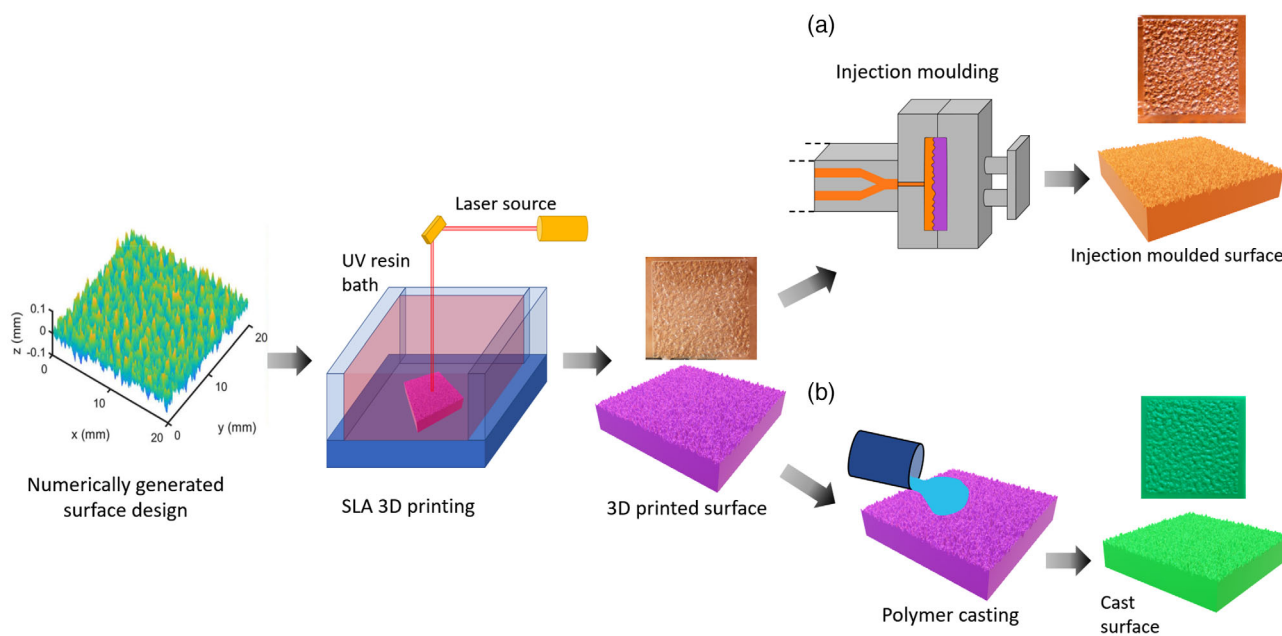 (a)
Injection moulding
Injection moulded surface
Laser source
UV resin
bath
SLA 3D printing
z (mm)
0.1
0
-0.1
0
10
20
x (mm)
0
10
20
y (mm)
Numerically generated
surface design
3D printed surface
(b)
Polymer casting
Cast
surface